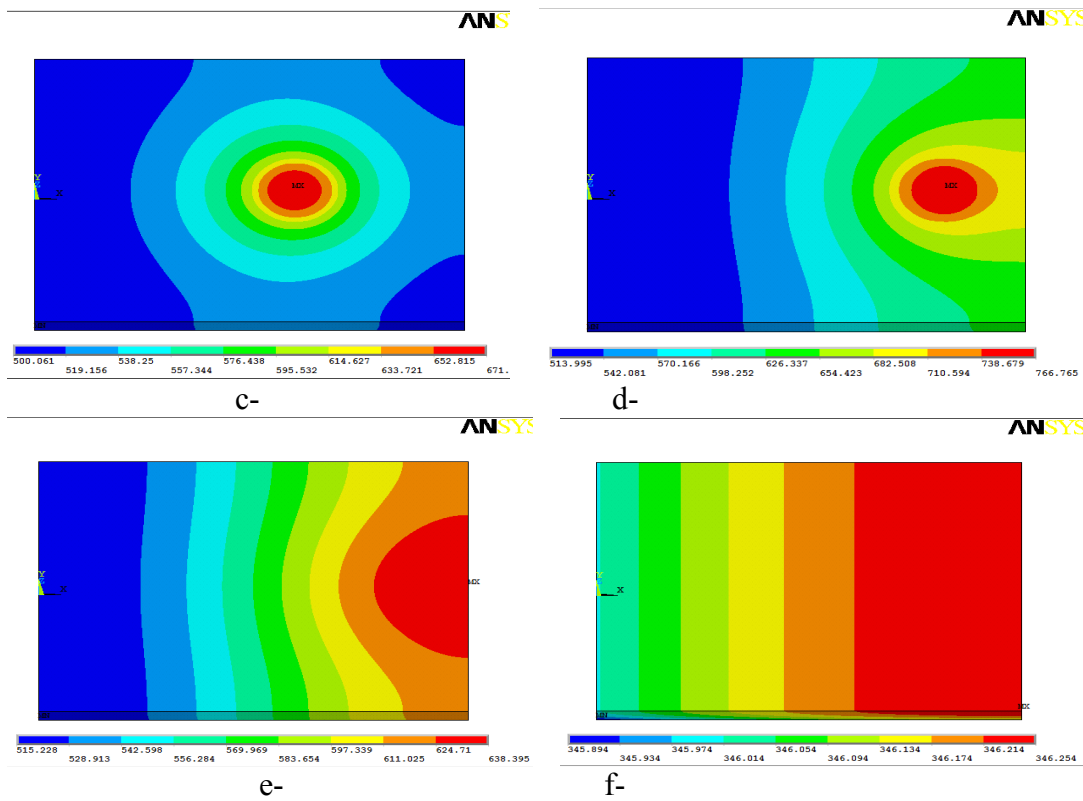 ANS
Y
X
MX
500.061 538.25 576.438 614.627 652.815
519.156 557.344 595.532 633.721 671.
c-
ANSYS
Y
X
MX
513.995 570.166 626.337 682.508 738.679
542.081 598.252 654.423 710.594 766.765
d-
ANSYS
Y
X
MX
515.228 542.598 569.969 597.339 624.71
528.913 556.284 583.654 611.025 638.395
e-
ANSYS
Y
X
MX
345.894 345.974 346.054 346.134 346.214
345.934 346.014 346.094 346.174 346.254
f-